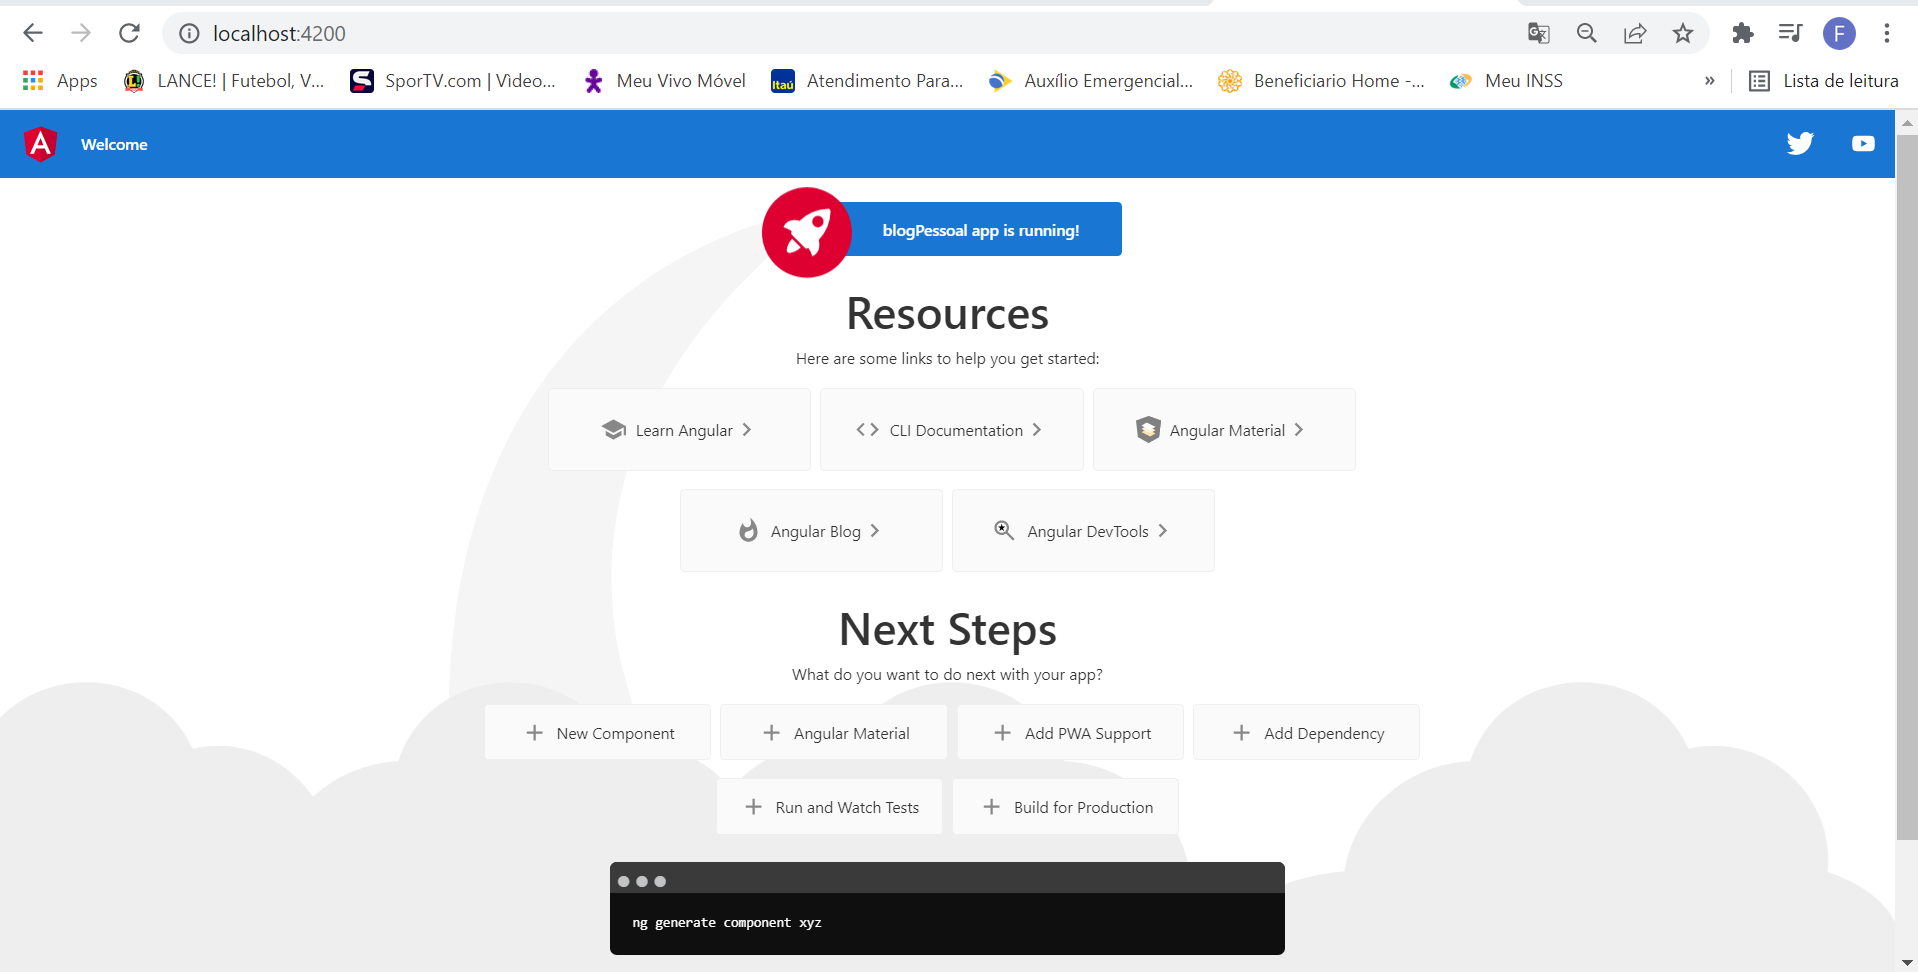 localhost:4200
F
Apps
LANCE! | Futebol, V...
SporTV.com | Vídeo...
Meu Vivo Móvel
Itaú
Atendimento Para...
Auxílio Emergencial...
Beneficiario Home -...
Meu INSS
»
Lista de leitura
A
Welcome
blogPessoal app is running!
Resources
Here are some links to help you get started:
Learn Angular
CLI Documentation
Angular Material
Angular Blog
Angular DevTools
Next Steps
What do you want to do next with your app?
New Component
Angular Material
Add PWA Support
Add Dependency
Run and Watch Tests
Build for Production
ng generate component xyz